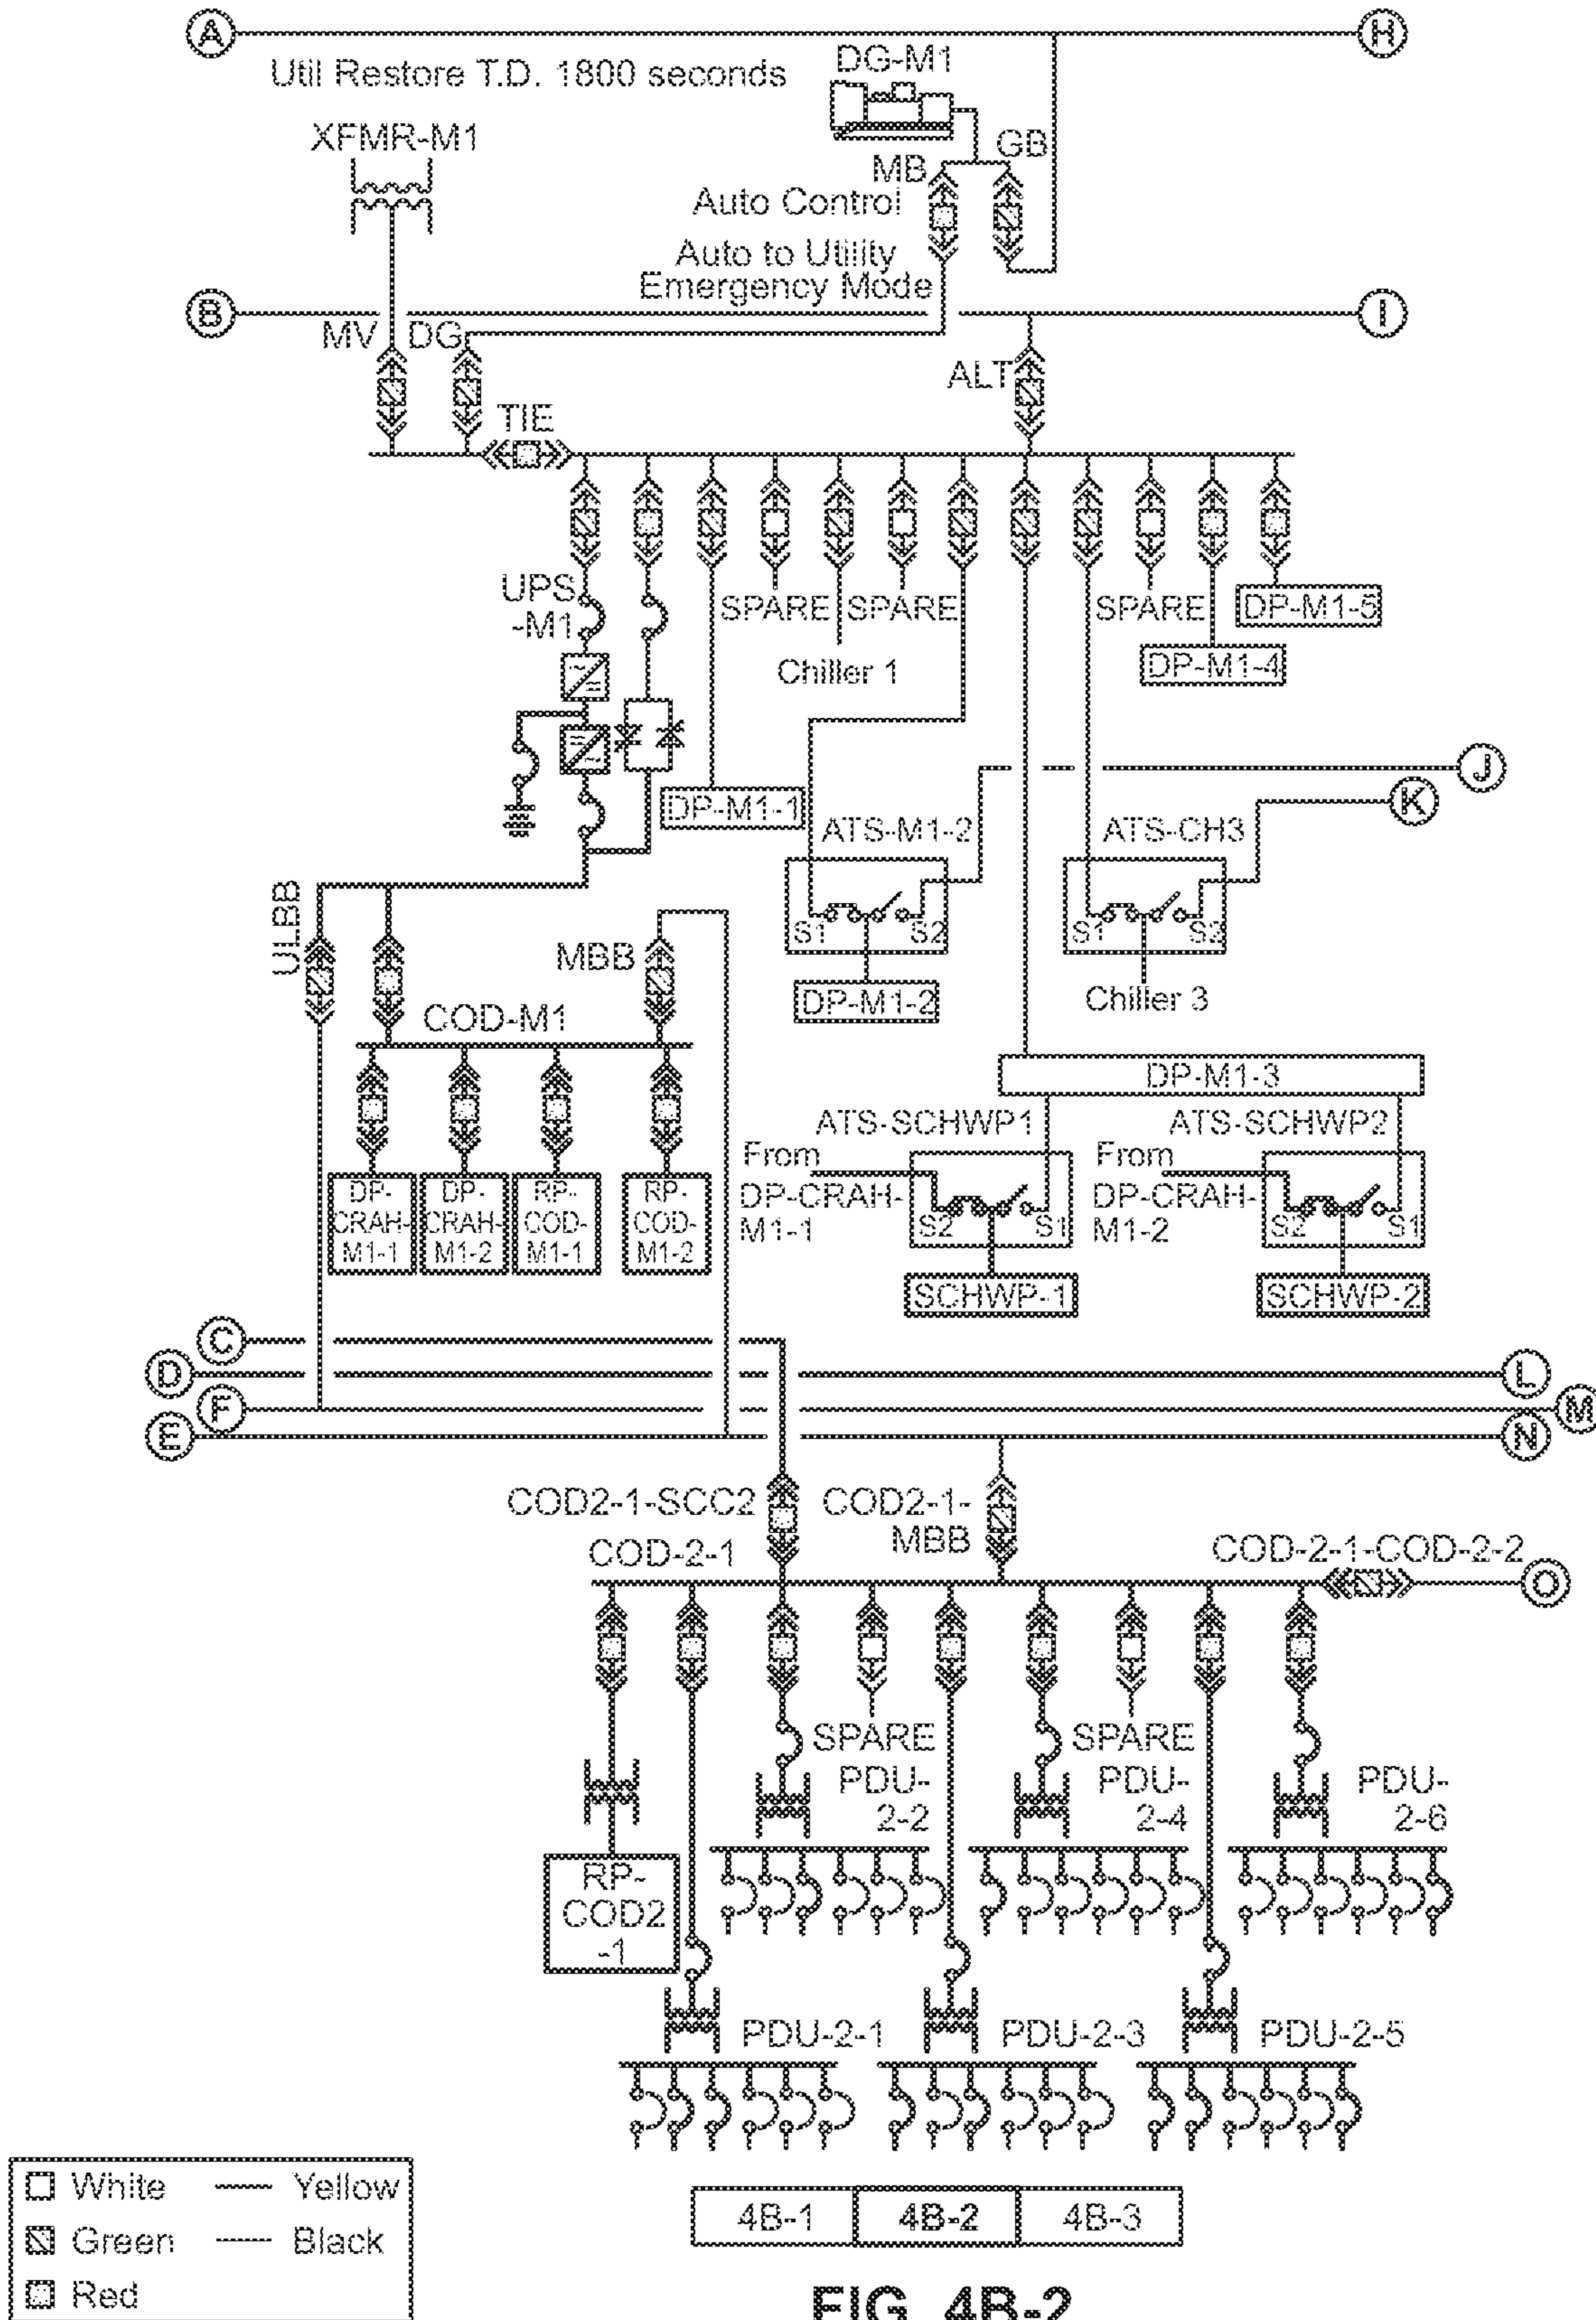 A
H
Util Restore T.D. 1800 seconds
DG-M1
XFMR-M1
GB
MB
Auto Control
Auto to Utility
Emergency Mode
B
I
MV
DG
ALT
TIE
UPS
-M1
SPARE
SPARE
SPARE
DP-M1-5
Chiller 1
DP-M1-4
J
K
DP-M1-1
ATS-M1-2
ATS-CH3
ULBB
S1
S2
S1
S2
MBB
DP-M1-2
Chiller 3
COD-M1
DP-M1-3
ATS-SCHWP1
ATS-SCHWP2
From
DP-CRAH-
M1-1
From
DP-CRAH-
M1-2
S2
S1
S2
S1
DP-
CRAH-
M1-1
DP-
CRAH-
M1-2
RP-
COD-
M1-1
RP-
COD-
M1-2
SCHWP-1
SCHWP-2
C
D
L
F
M
E
N
COD2-1-SCC2
COD2-1-
MBB
COD-2-1
COD-2-1-COD-2-2
O
SPARE
SPARE
PDU-
2-2
PDU-
2-4
PDU-
2-6
RP-
COD2
-1
PDU-2-1
PDU-2-3
PDU-2-5
White
Yellow
Green
Black
Red
4B-1
4B-2
4B-3
FIG. 4B-2